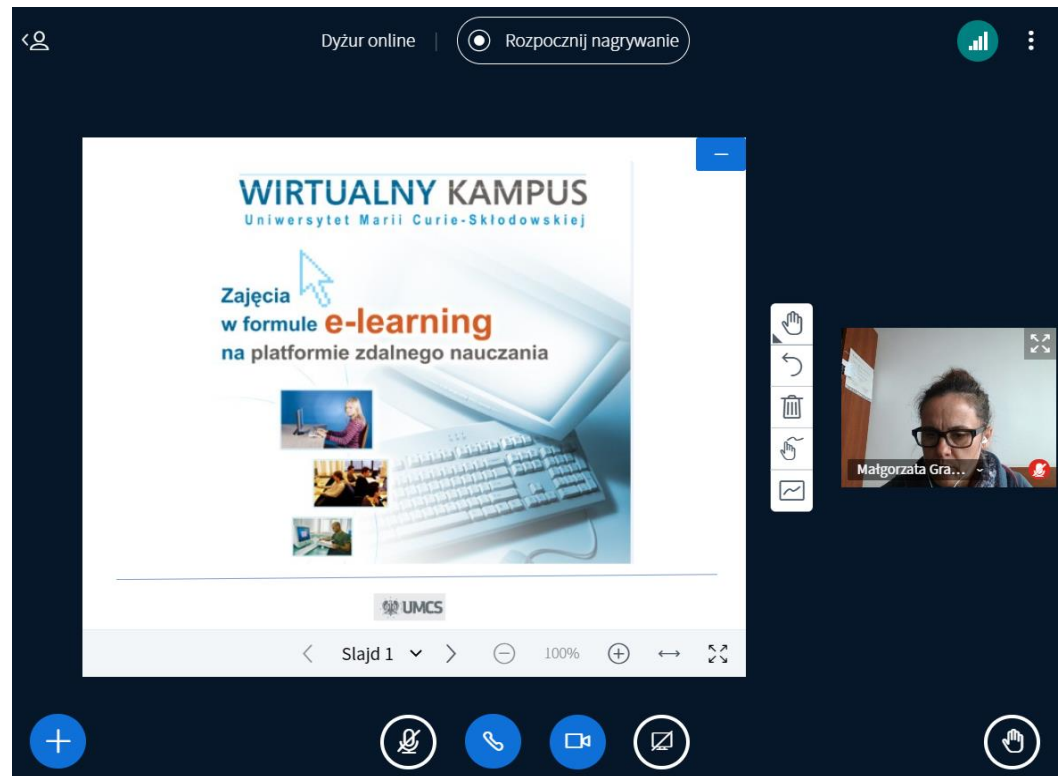 Dyżur online
Rozpocznij nagrywanie
WIRTUALNY KAMPUS
Uniwersytet Marii Curie-Skłodowskiej
Zajęcia
w formule e-learning
na platformie zdalnego nauczania
UMCS
Slajd 1
100%
Małgorzata Gra...